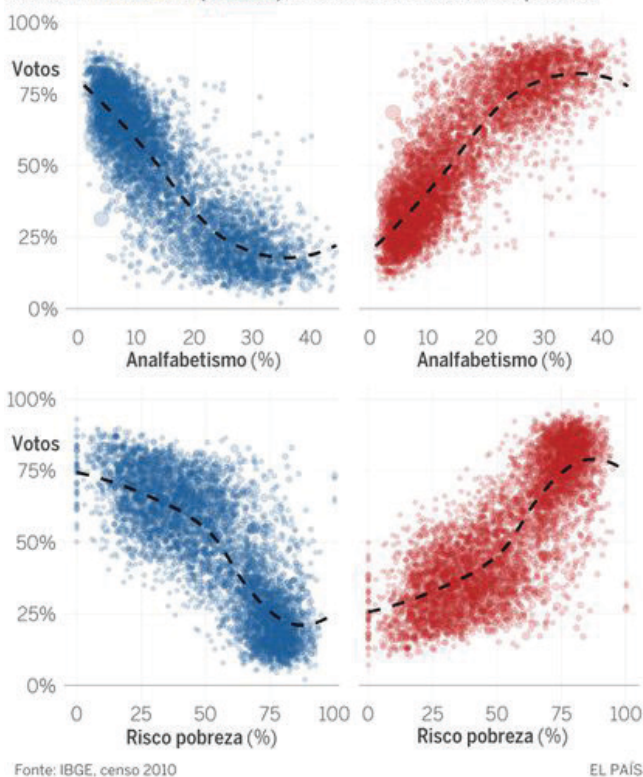 100%
Votos
75%
50%
25%
0%
0 10 20 30 40 0 10 20 30 40
Analfabetismo (%) Analfabetismo (%)
100%
Votos
75%
50%
25%
0%
0 25 50 75 100 0 25 50 75 100
Risco pobreza (%) Risco pobreza (%)
Fonte: IBGE, censo 2010 EL PAÍS